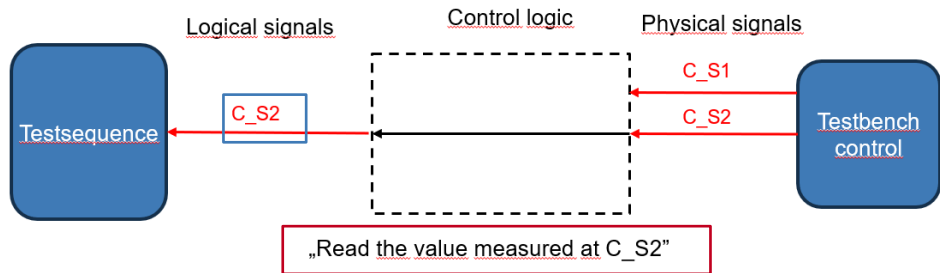 Logical signals
Control logic
Physical signals
C_S1
C_S2
C_S2
Testsequence
Testbench
control
„Read the value measured at C_S2”